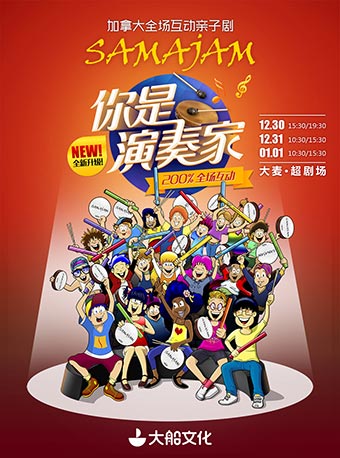 加拿大全场互动亲子剧
SAMAJAM
你是
演奏家
NEW!
全新升级!
200%全场互动
12.30 15:30/19:30
12.31 10:30/15:30
01.01 10:30/15:30
大麦·超剧场
大船文化